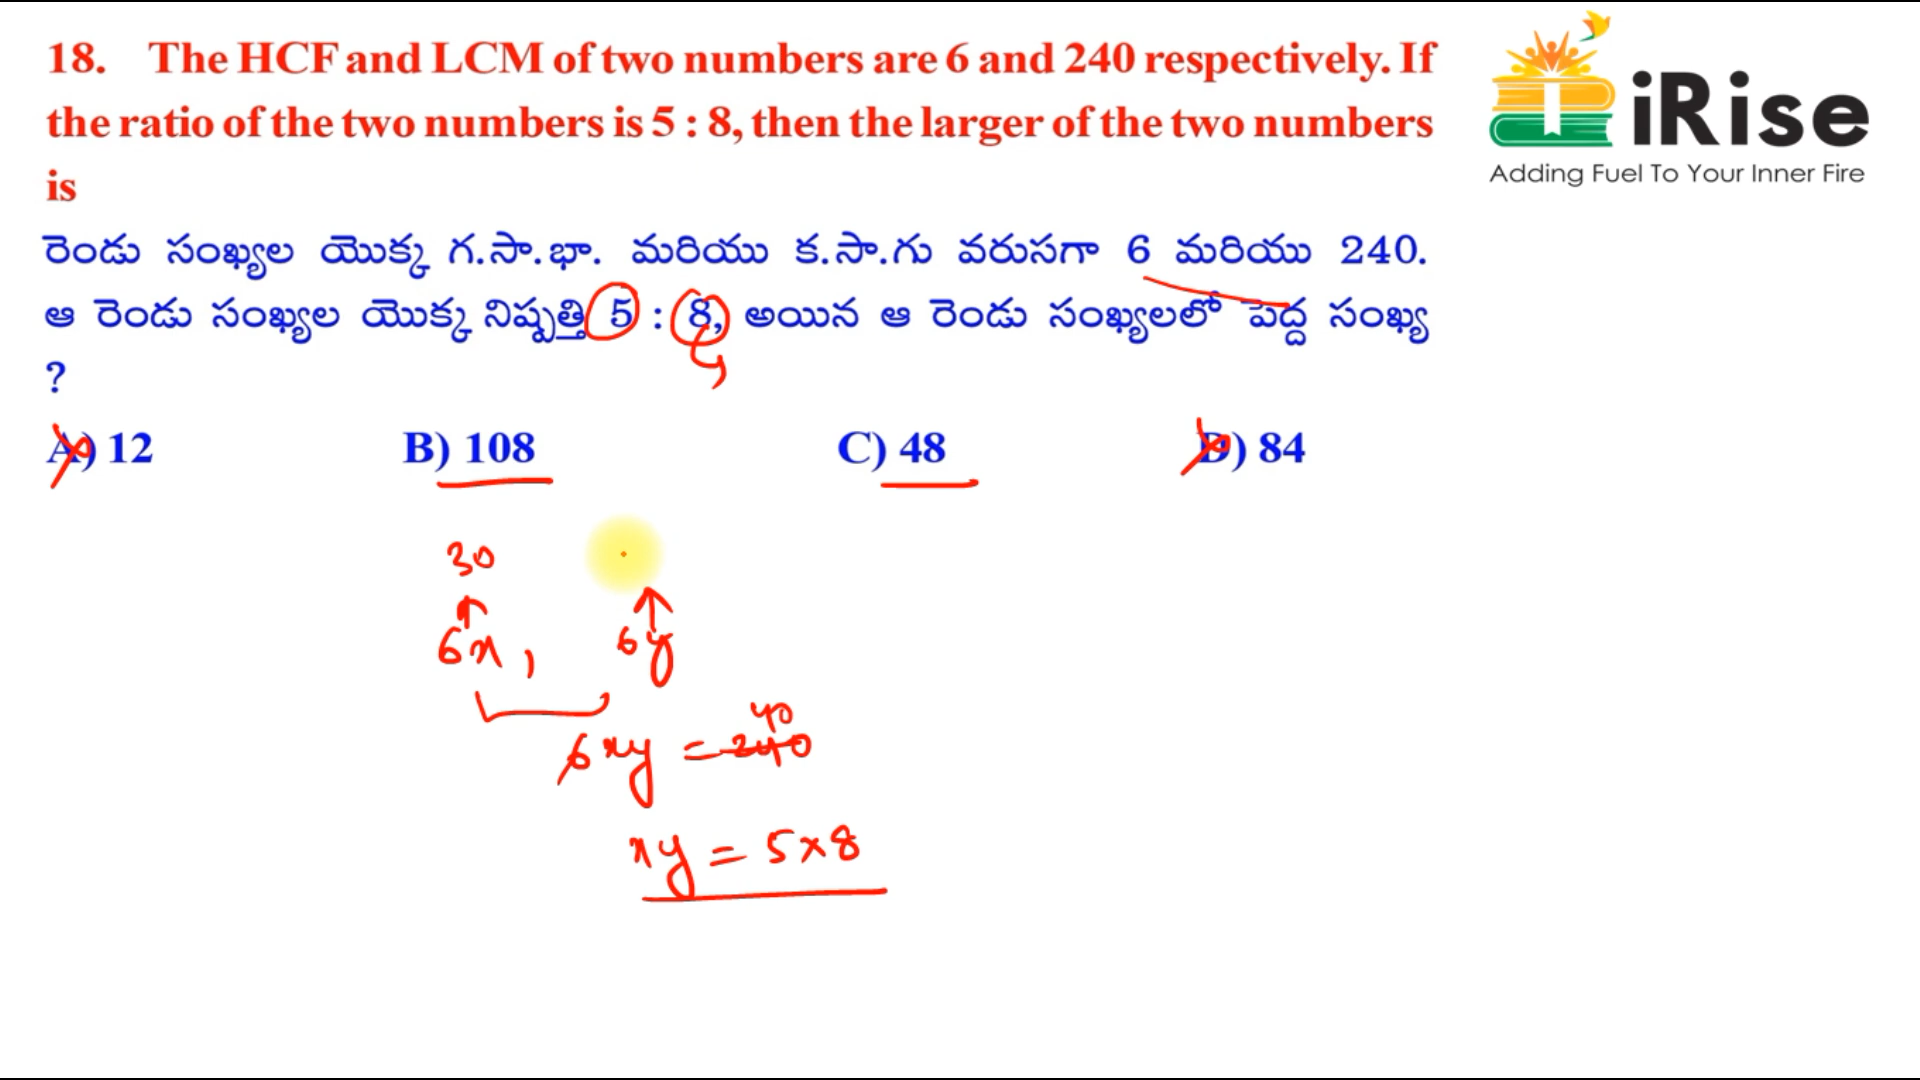 18. The HCF and LCM of two numbers are 6 and 240 respectively. If
the ratio of the two numbers is 5 : 8, then the larger of the two numbers
is
రెండు సంఖ్యల యొక్క గ.సా.భా. మరియు క.సా.గు వరుసగా 6 మరియు 240.
ఆ రెండు సంఖ్యల యొక్క నిష్పత్తి 5 : 8, అయిన ఆ రెండు సంఖ్యలలో పెద్ద సంఖ్య
?
A) 12 B) 108 C) 48 D) 84
30
6x, 6y
40
6xy = 240
xy = 5×8
iRise
Adding Fuel To Your Inner Fire